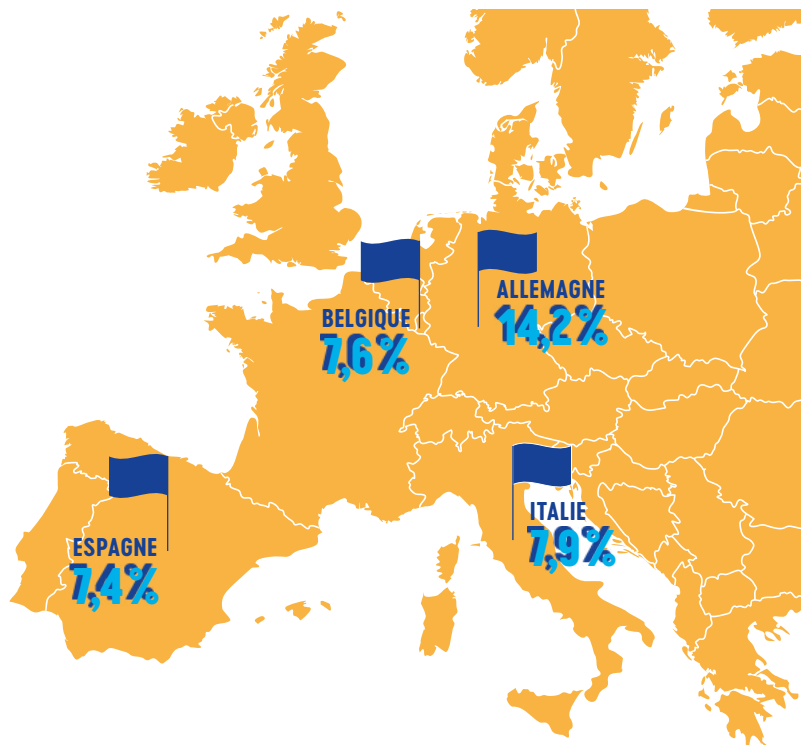 ALLEMAGNE
14,2%
BELGIQUE
7,6%
ITALIE
7,9%
ESPAGNE
7,4%